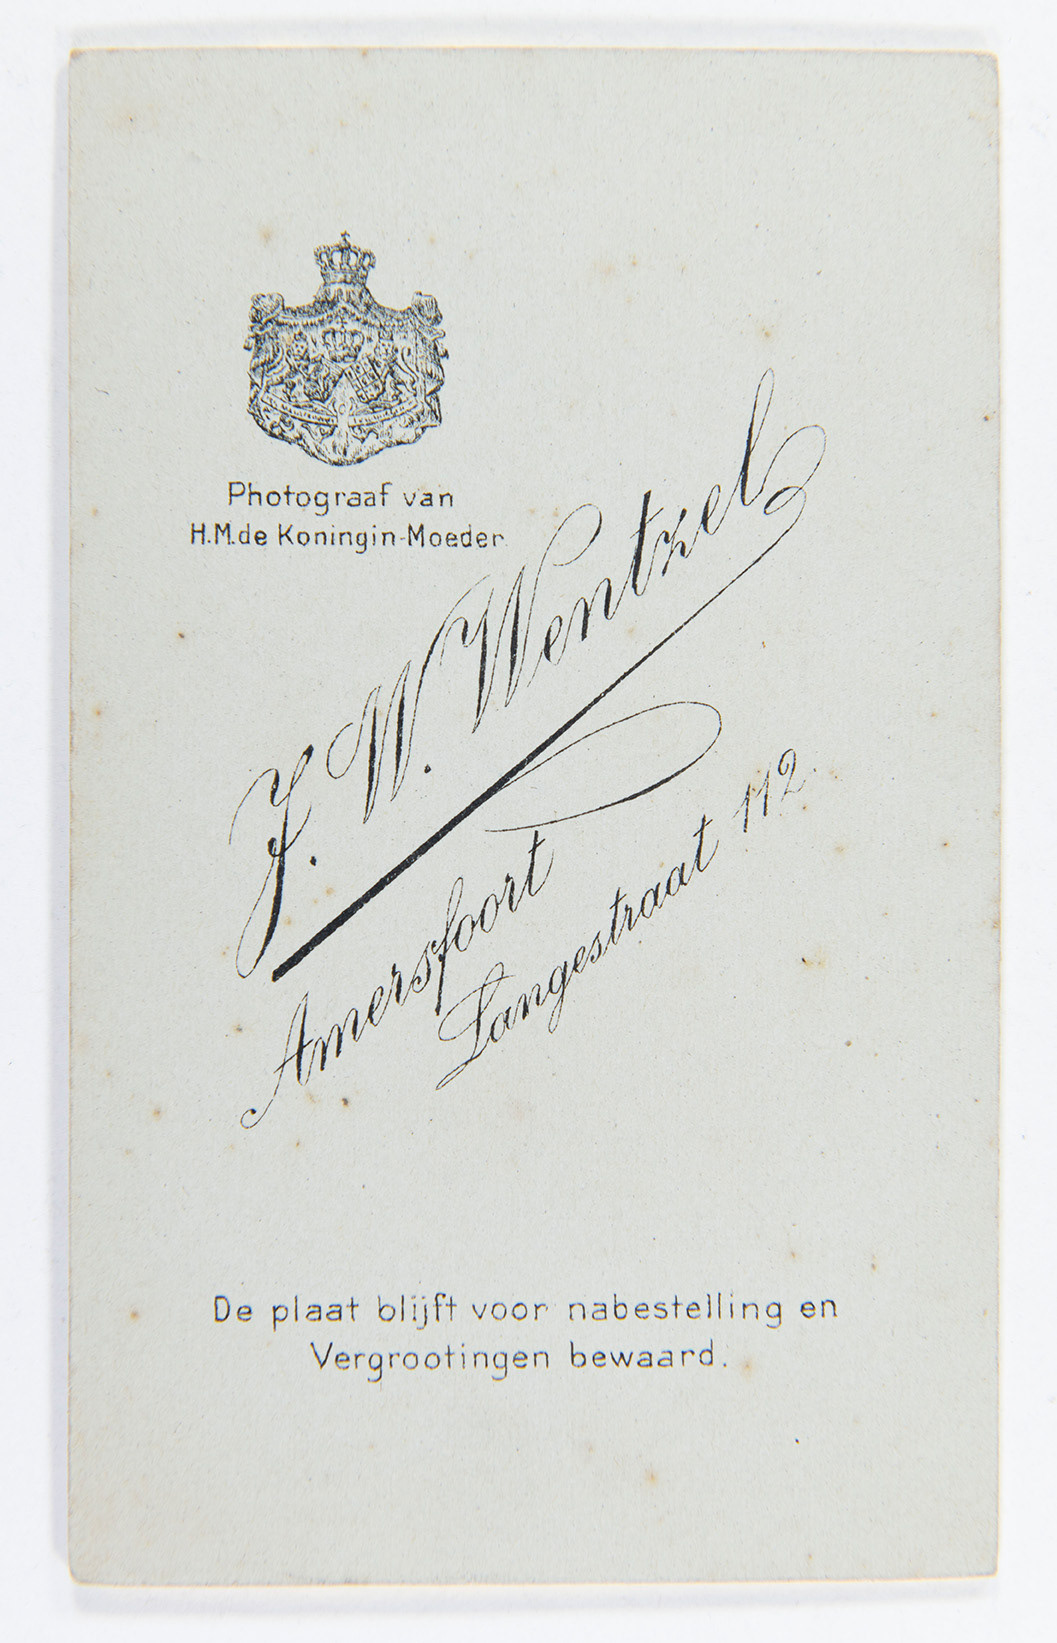 Photograaf van
H.M. de Koningin-Moeder
J. W. Wentzel
Amersfoort
Langestraat 112.
De plaat blijft voor nabestelling en
Vergrootingen bewaard.